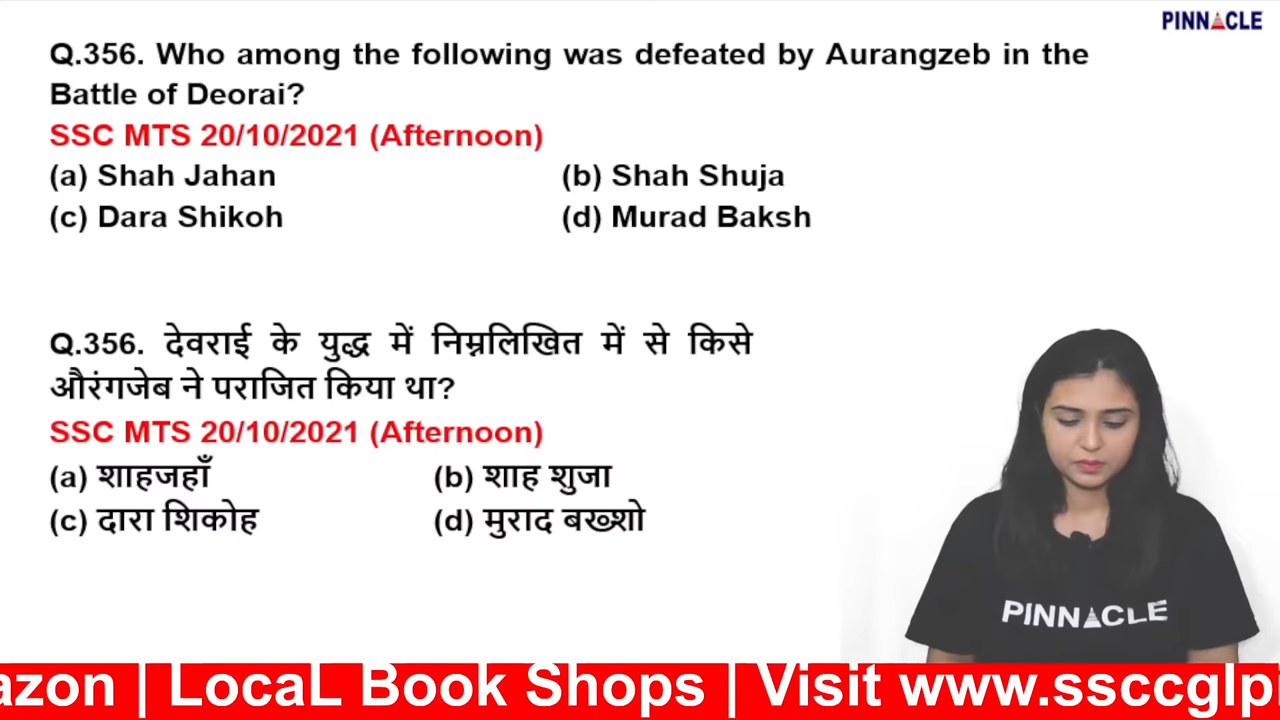 PINNACLE
Q.356. Who among the following was defeated by Aurangzeb in the
Battle of Deorai?
SSC MTS 20/10/2021 (Afternoon)
(a) Shah Jahan (b) Shah Shuja
(c) Dara Shikoh (d) Murad Baksh
Q.356. देवराई के युद्ध में निम्नलिखित में से किसे
औरंगजेब ने पराजित किया था?
SSC MTS 20/10/2021 (Afternoon)
(a) शाहजहाँ (b) शाह शुजा
(c) दारा शिकोह (d) मुराद बख्शो
PINNACLE
azon | LocaL Book Shops | Visit www.ssccglp